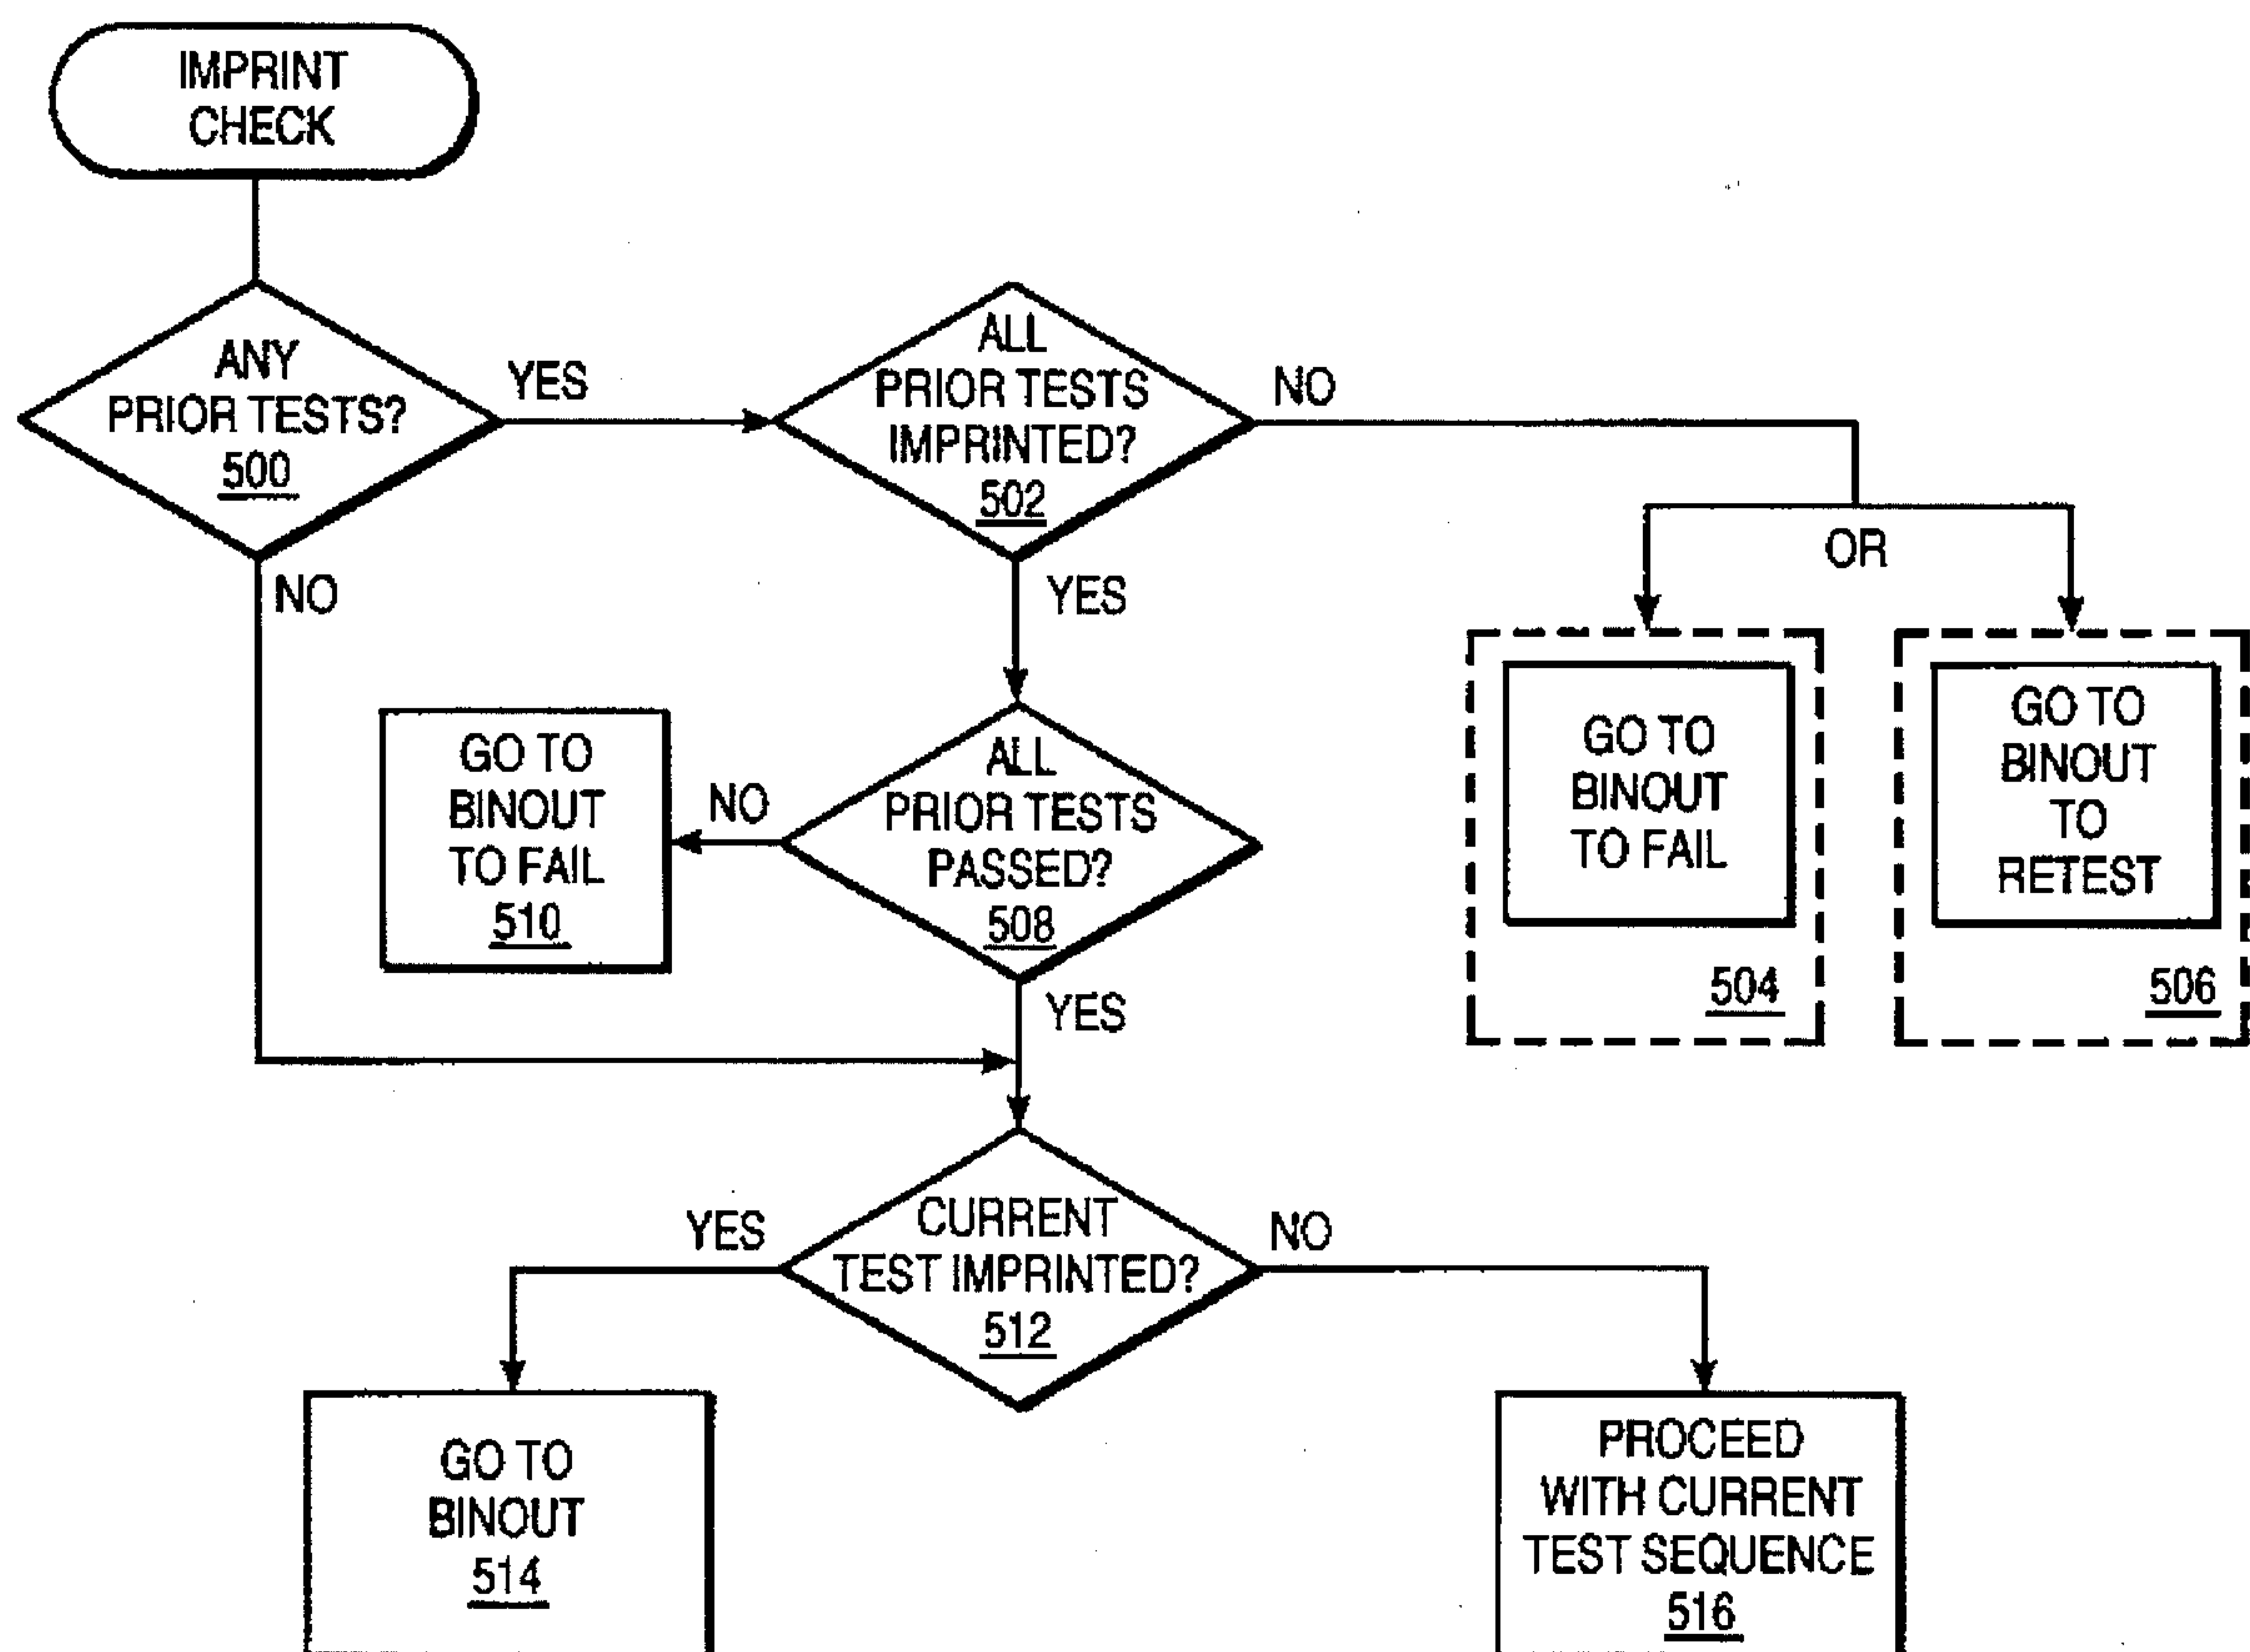 IMPRINT
CHECK
ANY
PRIOR TESTS?
500
YES
NO
ALL
PRIOR TESTS
IMPRINTED?
502
NO
YES
OR
GO TO
BINOUT
TO FAIL
504
GO TO
BINOUT
TO
RETEST
506
ALL
PRIOR TESTS
PASSED?
508
NO
GO TO
BINOUT
TO FAIL
510
YES
CURRENT
TEST IMPRINTED?
512
YES
NO
GO TO
BINOUT
514
PROCEED
WITH CURRENT
TEST SEQUENCE
516